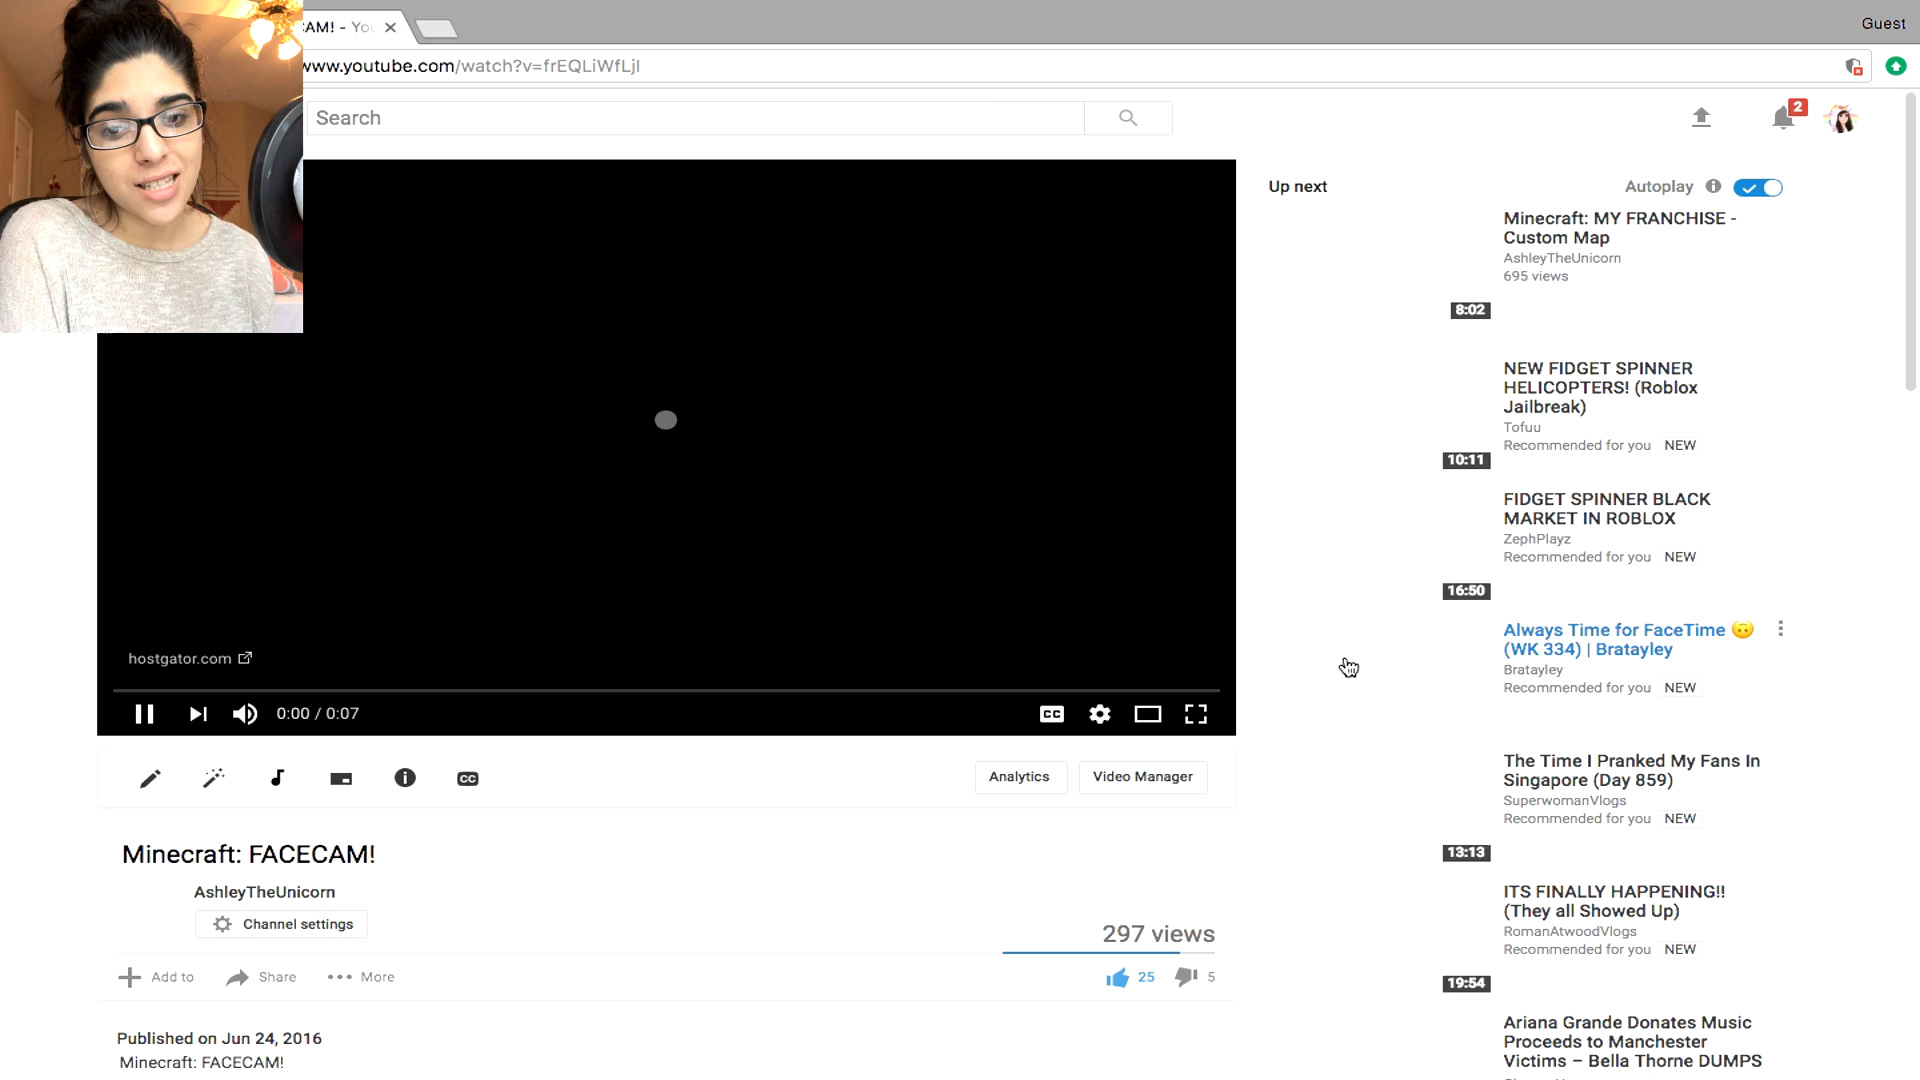 CAM! - You
Guest
www.youtube.com/watch?v=frEQLiWfLjI
Search
2
Up next
Autoplay
Minecraft: MY FRANCHISE -
Custom Map
AshleyTheUnicorn
695 views
8:02
NEW FIDGET SPINNER
HELICOPTERS! (Roblox
Jailbreak)
Tofuu
Recommended for you NEW
10:11
FIDGET SPINNER BLACK
MARKET IN ROBLOX
ZephPlayz
Recommended for you NEW
16:50
Always Time for FaceTime 🙃
(WK 334) | Bratayley
Bratayley
Recommended for you NEW
The Time I Pranked My Fans In
Singapore (Day 859)
SuperwomanVlogs
Recommended for you NEW
13:13
ITS FINALLY HAPPENING!!
(They all Showed Up)
RomanAtwoodVlogs
Recommended for you NEW
19:54
Ariana Grande Donates Music
Proceeds to Manchester
Victims – Bella Thorne DUMPS
hostgator.com
0:00 / 0:07
CC
CC
Analytics
Video Manager
Minecraft: FACECAM!
AshleyTheUnicorn
Channel settings
297 views
Add to
Share
More
25
5
Published on Jun 24, 2016
Minecraft: FACECAM!